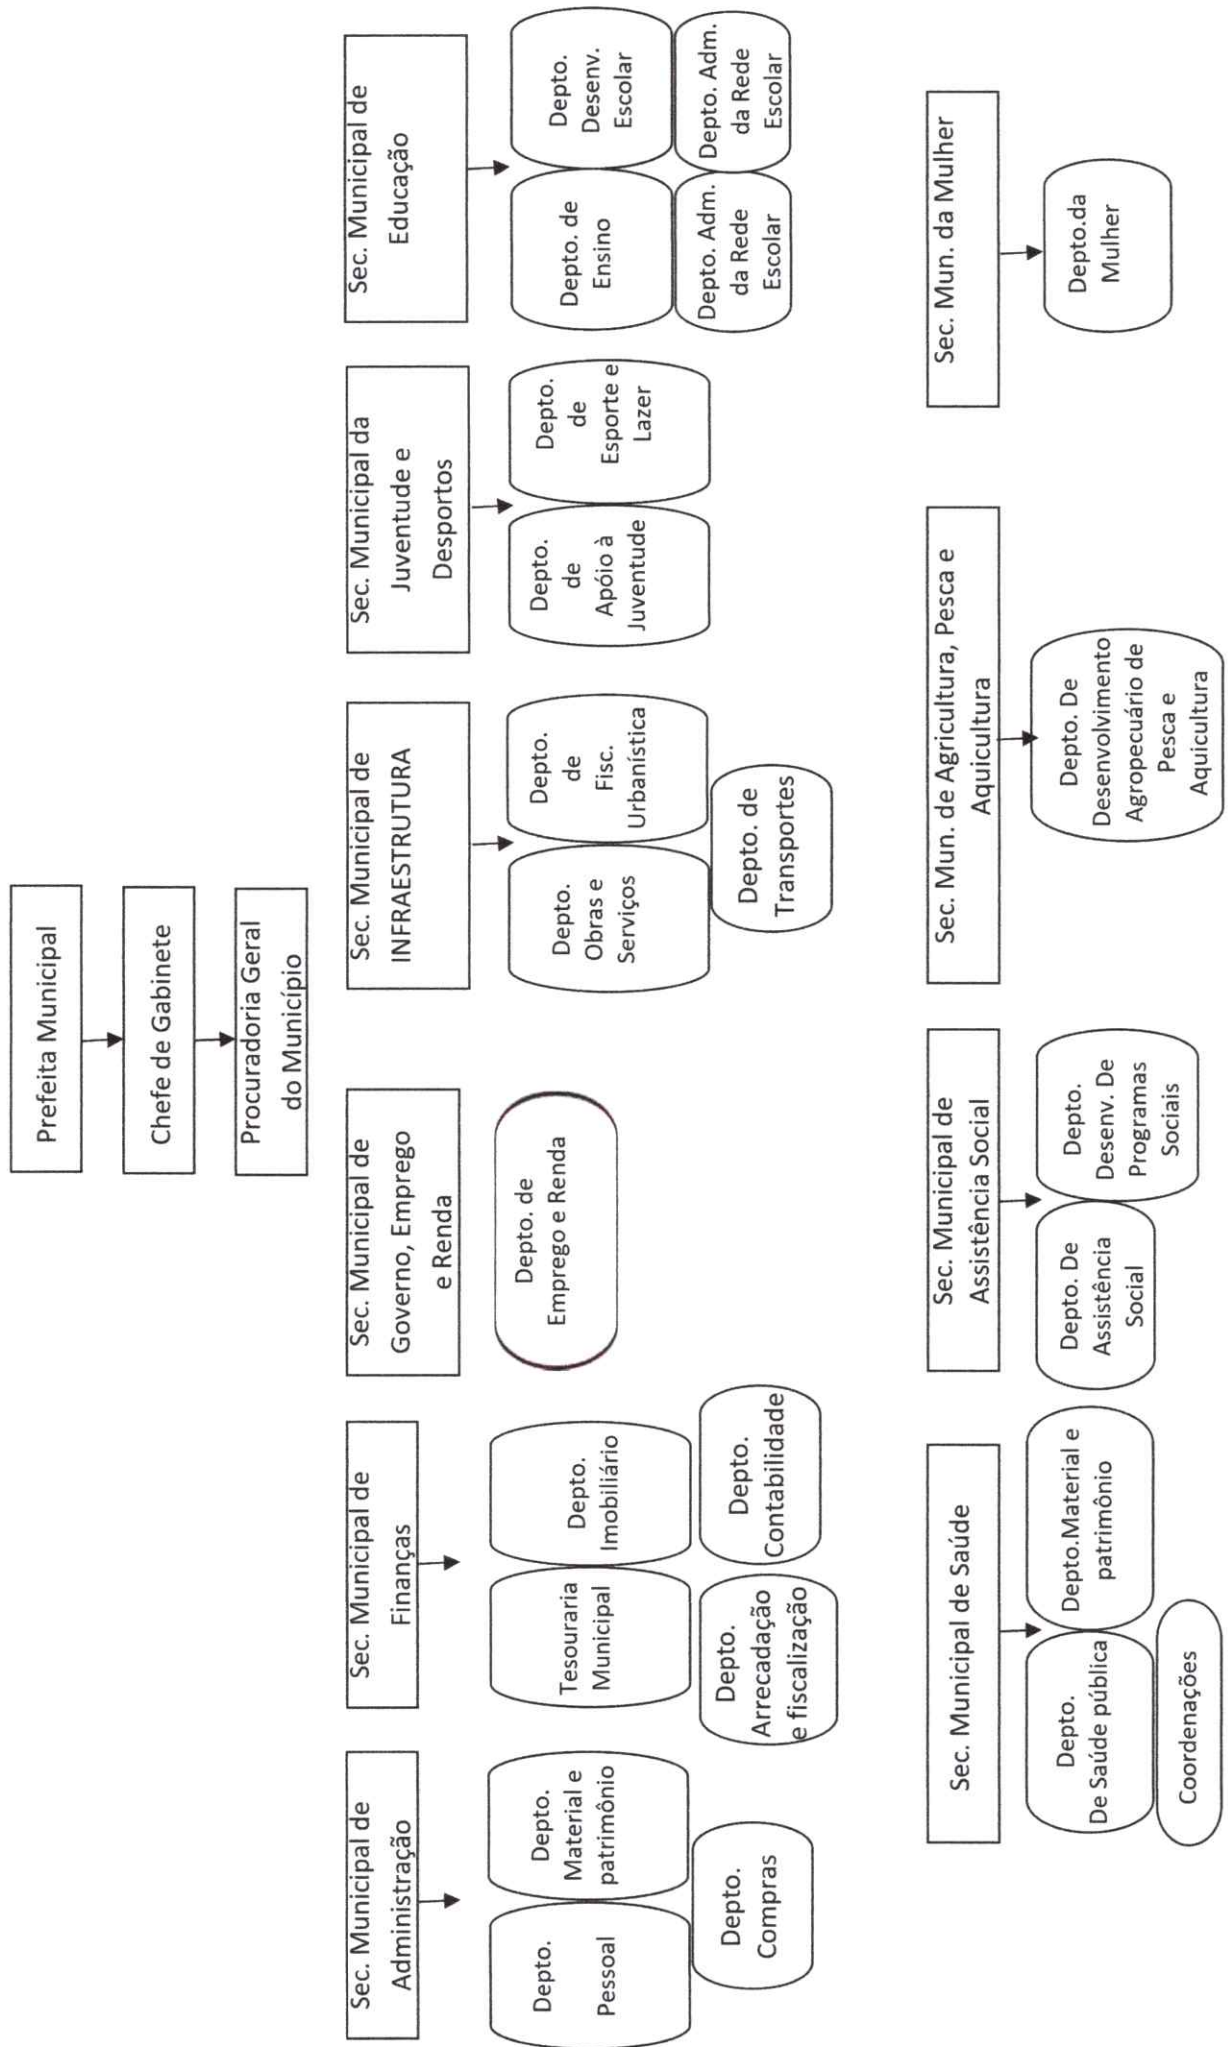 Prefeita Municipal
Chefe de Gabinete
Procuradoria Geral
do Município
Sec. Municipal de
Administração
Depto.
Pessoal
Depto.
Material e
patrimônio
Depto.
Compras
Sec. Municipal de
Finanças
Tesouraria
Municipal
Depto.
Imobiliário
Depto.
Arrecadação
e fiscalização
Depto.
Contabilidade
Sec. Municipal de
Governo, Emprego
e Renda
Depto. de
Emprego e Renda
Sec. Municipal de
INFRAESTRUTURA
Depto.
Obras e
Serviços
Depto.
de
Fisc.
Urbanística
Depto. de
Transportes
Sec. Municipal da
Juventude e
Desportos
Depto.
de
Apóio à
Juventude
Depto.
de
Esporte e
Lazer
Sec. Municipal de
Educação
Depto. de
Ensino
Depto.
Desenv.
Escolar
Depto. Adm.
da Rede
Escolar
Depto. Adm.
da Rede
Escolar
Sec. Municipal de Saúde
Depto.
De Saúde pública
Depto.Material e
patrimônio
Coordenações
Sec. Municipal de
Assistência Social
Depto. De
Assistência
Social
Depto.
Desenv. De
Programas
Sociais
Sec. Mun. de Agricultura, Pesca e
Aquicultura
Depto. De
Desenvolvimento
Agropecuário de
Pesca e
Aquicultura
Sec. Mun. da Mulher
Depto.da
Mulher